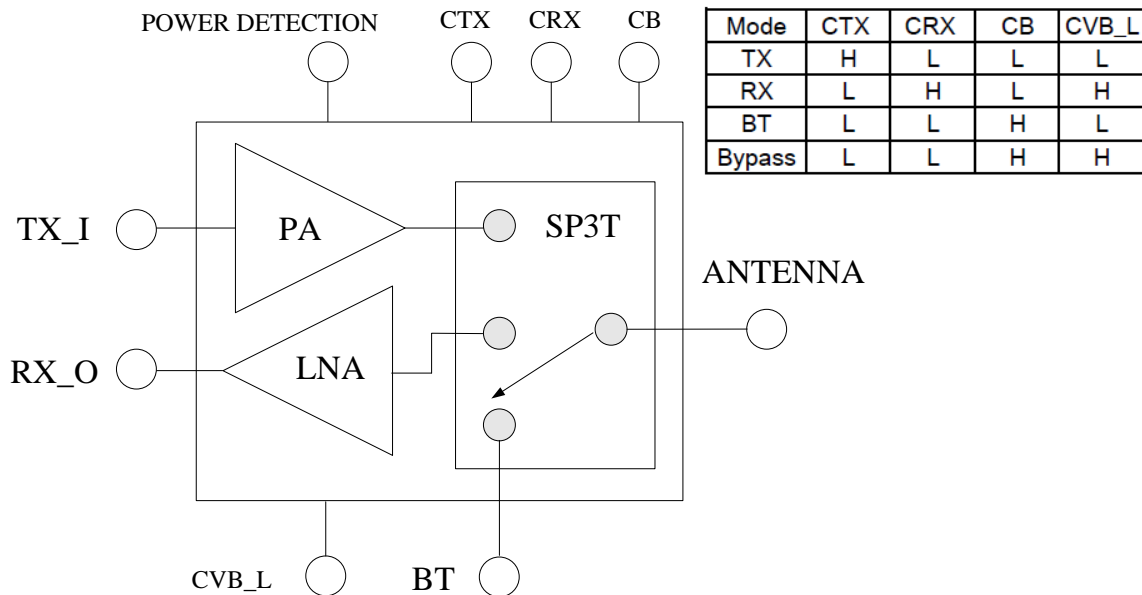 POWER DETECTION CTX CRX CB
Mode CTX CRX CB CVB_L
TX H L L L
RX L H L H
BT L L H L
Bypass L L H H
TX_I PA SP3T
ANTENNA
RX_O LNA
CVB_L BT